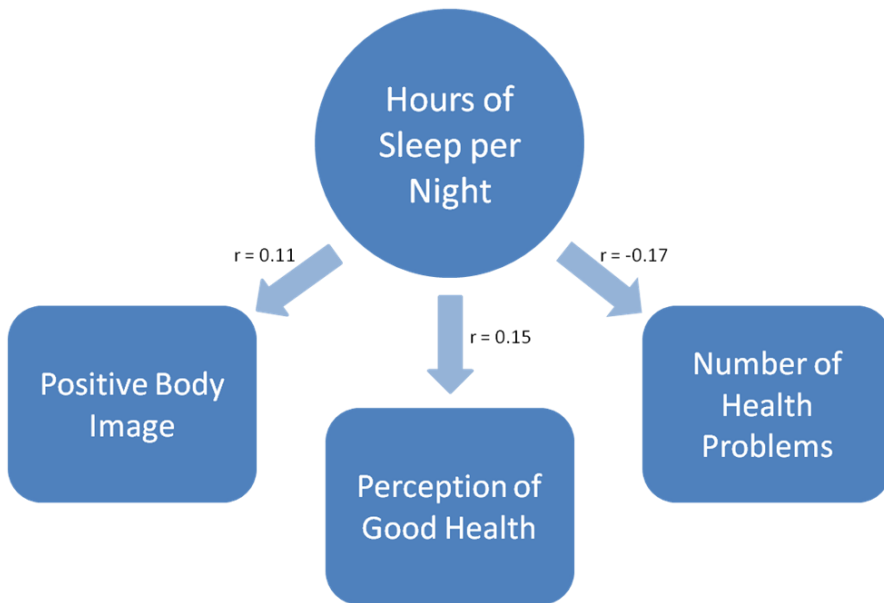 Hours of
Sleep per
Night
r = 0.11
r = -0.17
r = 0.15
Positive Body
Image
Perception of
Good Health
Number of
Health
Problems